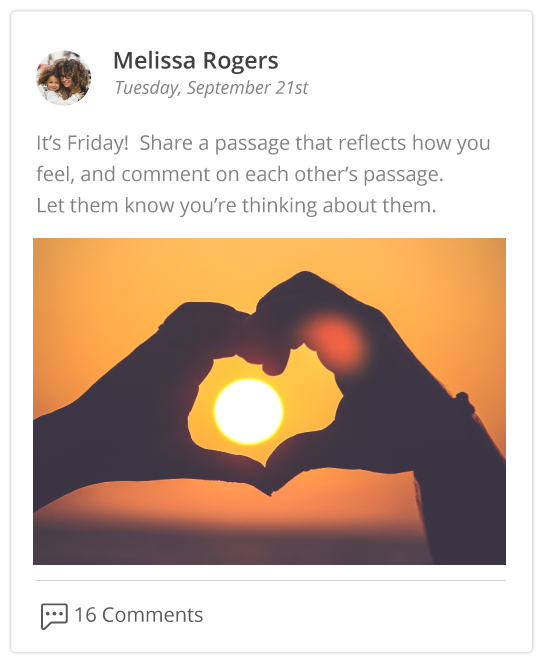 Melissa Rogers
Tuesday, September 21st
It’s Friday!  Share a passage that reflects how you
feel, and comment on each other’s passage.
Let them know you’re thinking about them.
16 Comments